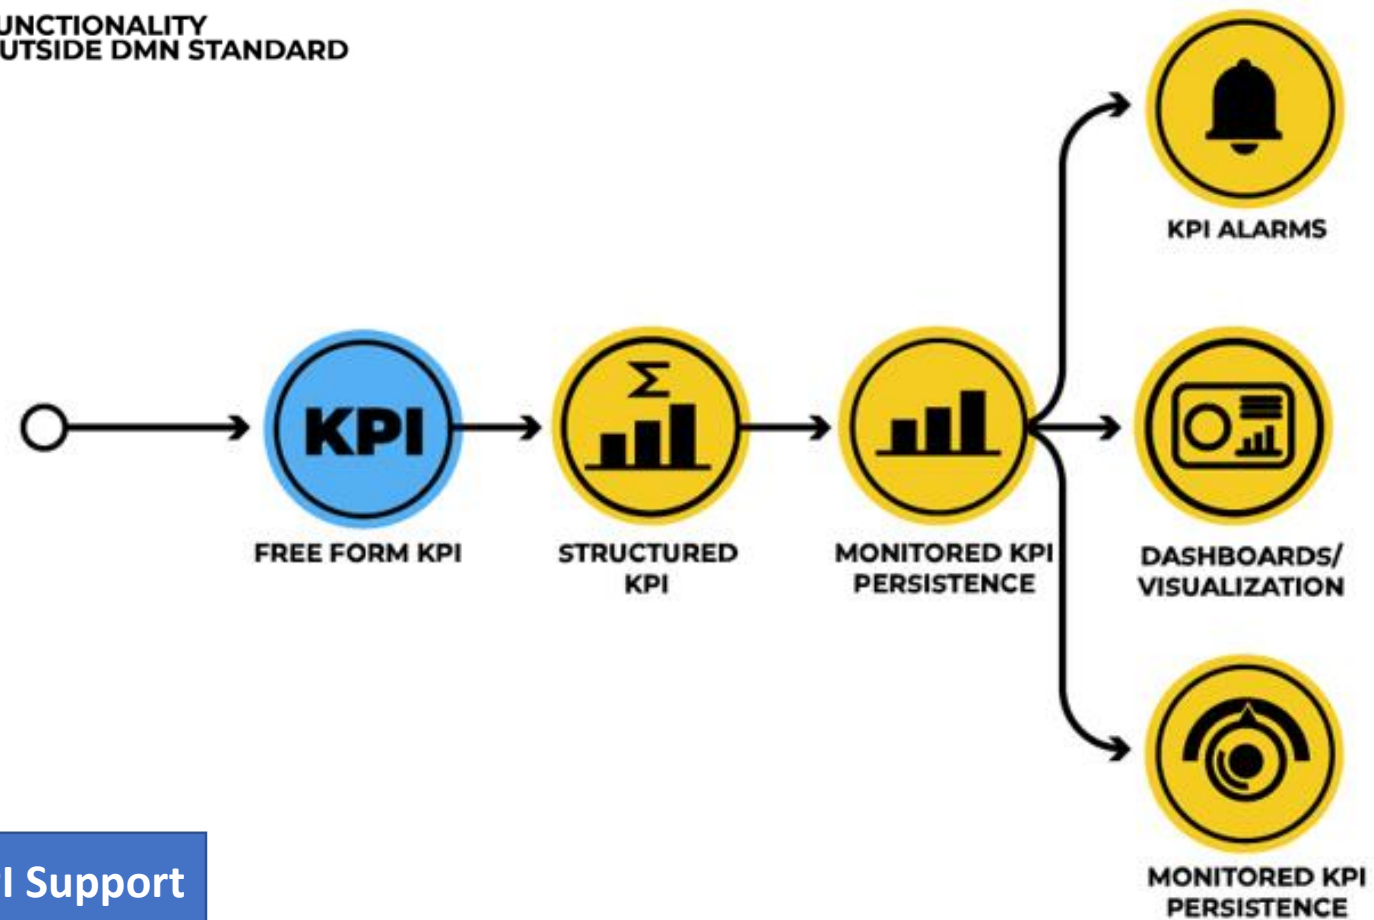 UNCTIONALITY
UTSIDE DMN STANDARD
KPI ALARMS
KPI
FREE FORM KPI
STRUCTURED
KPI
MONITORED KPI
PERSISTENCE
DASHBOARDS/
VISUALIZATION
MONITORED KPI
PERSISTENCE
I Support